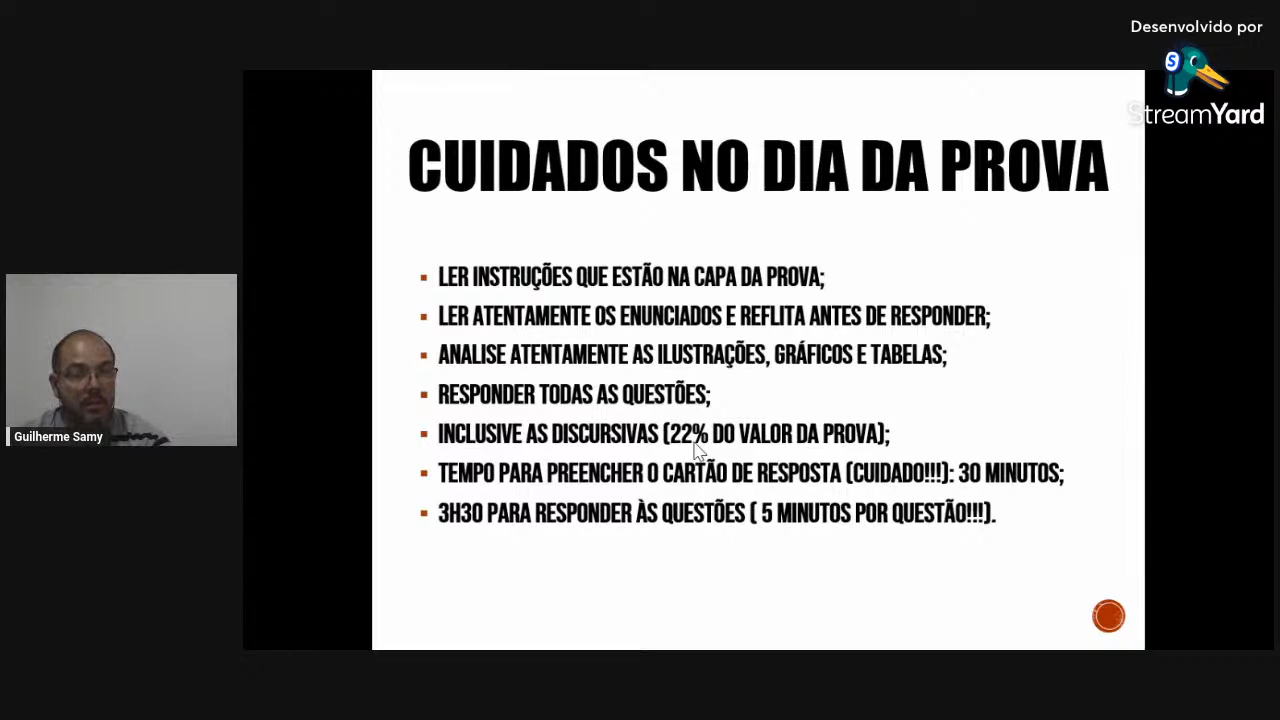 Desenvolvido por
StreamYard
CUIDADOS NO DIA DA PROVA
LER INSTRUÇÕES QUE ESTÃO NA CAPA DA PROVA;
LER ATENTAMENTE OS ENUNCIADOS E REFLITA ANTES DE RESPONDER;
ANALISE ATENTAMENTE AS ILUSTRAÇÕES, GRÁFICOS E TABELAS;
RESPONDER TODAS AS QUESTÕES;
INCLUSIVE AS DISCURSIVAS (22% DO VALOR DA PROVA);
TEMPO PARA PREENCHER O CARTÃO DE RESPOSTA (CUIDADO!!!): 30 MINUTOS;
3H30 PARA RESPONDER ÀS QUESTÕES ( 5 MINUTOS POR QUESTÃO!!!).
Guilherme Samy